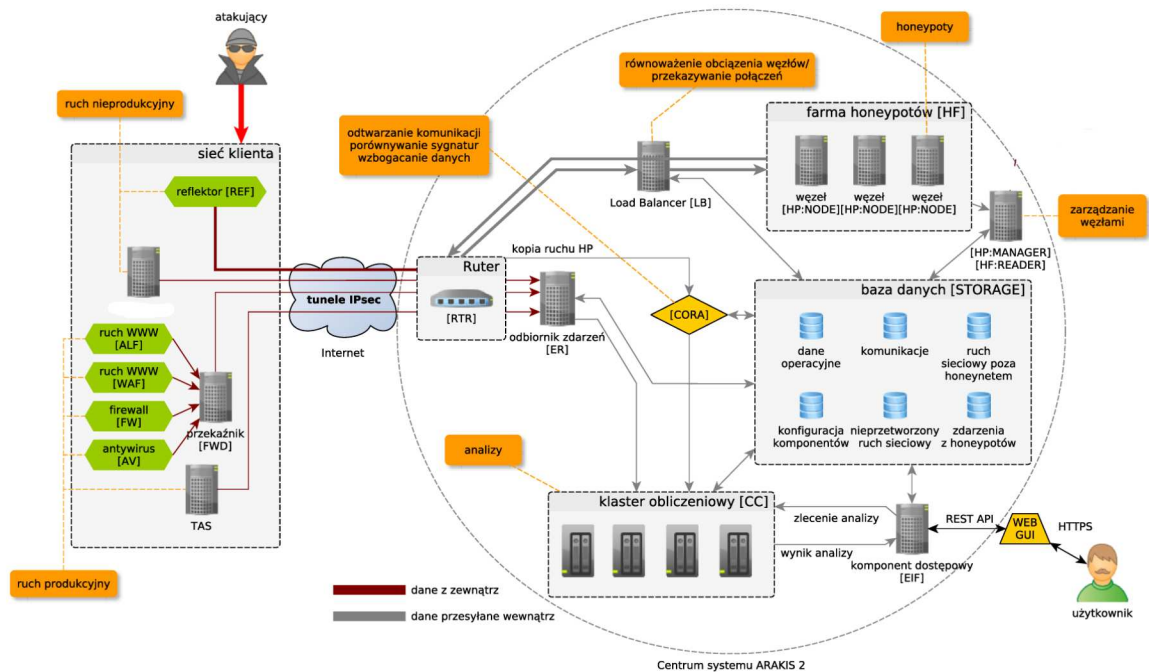 atakujący
ruch nieprodukcyjny
sieć klienta
reflektor [REF]
ruch WWW
[ALF]
ruch WWW
[WAF]
firewall
[FW]
antywirus
[AV]
przekaźnik
[FWD]
TAS
ruch produkcyjny
tunele IPsec
Internet
odtwarzanie komunikacji
porównywanie sygnatur
wzbogacanie danych
równoważenie obciązenia węzłów/
przekazywanie połączeń
honeypoty
Load Balancer [LB]
farma honeypotów [HF]
węzeł
[HP:NODE]
węzeł
[HP:NODE]
węzeł
[HP:NODE]
zarządzanie
węzłami
[HP:MANAGER]
[HF:READER]
Ruter
[RTR]
kopia ruchu HP
odbiornik zdarzeń
[ER]
[CORA]
baza danych [STORAGE]
dane
operacyjne
komunikacje
ruch
sieciowy poza
honeynetem
konfiguracja
komponentów
nieprzetworzony
ruch sieciowy
zdarzenia
z honeypotów
analizy
klaster obliczeniowy [CC]
zlecenie analizy
wynik analizy
komponent dostępowy
[EIF]
REST API
WEB
GUI
HTTPS
użytkownik
dane z zewnątrz
dane przesyłane wewnątrz
Centrum systemu ARAKIS 2